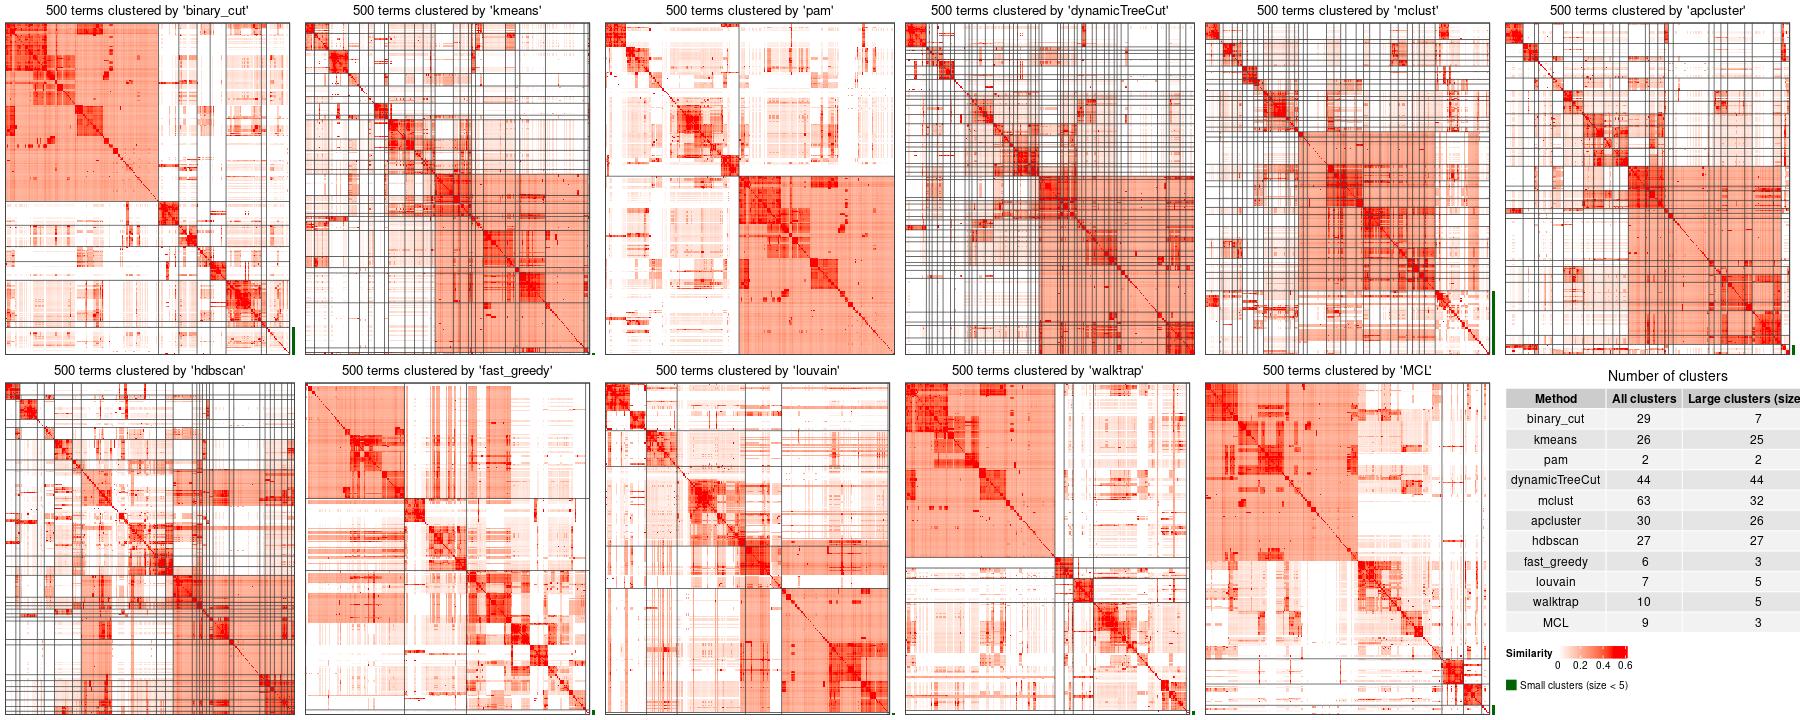 500 terms clustered by 'binary_cut'
500 terms clustered by 'kmeans'
500 terms clustered by 'pam'
500 terms clustered by 'dynamicTreeCut'
500 terms clustered by 'mclust'
500 terms clustered by 'apcluster'
500 terms clustered by 'hdbscan'
500 terms clustered by 'fast_greedy'
500 terms clustered by 'louvain'
500 terms clustered by 'walktrap'
500 terms clustered by 'MCL'
Number of clusters
Method All clusters Large clusters (size
binary_cut 29 7
kmeans 26 25
pam 2 2
dynamicTreeCut 44 44
mclust 63 32
apcluster 30 26
hdbscan 27 27
fast_greedy 6 3
louvain 7 5
walktrap 10 5
MCL 9 3
Similarity
0 0.2 0.4 0.6
Small clusters (size < 5)